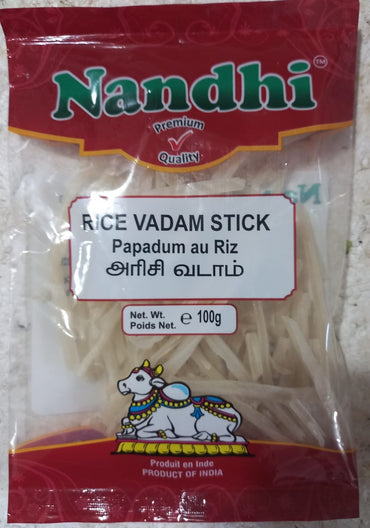 Nandhi TM
Premium
Quality
RICE VADAM STICK
Papadum au Riz
அரிசி வடாம்
Net. Wt.
Poids Net. ℮ 100g
Produit en Inde
PRODUCT OF INDIA